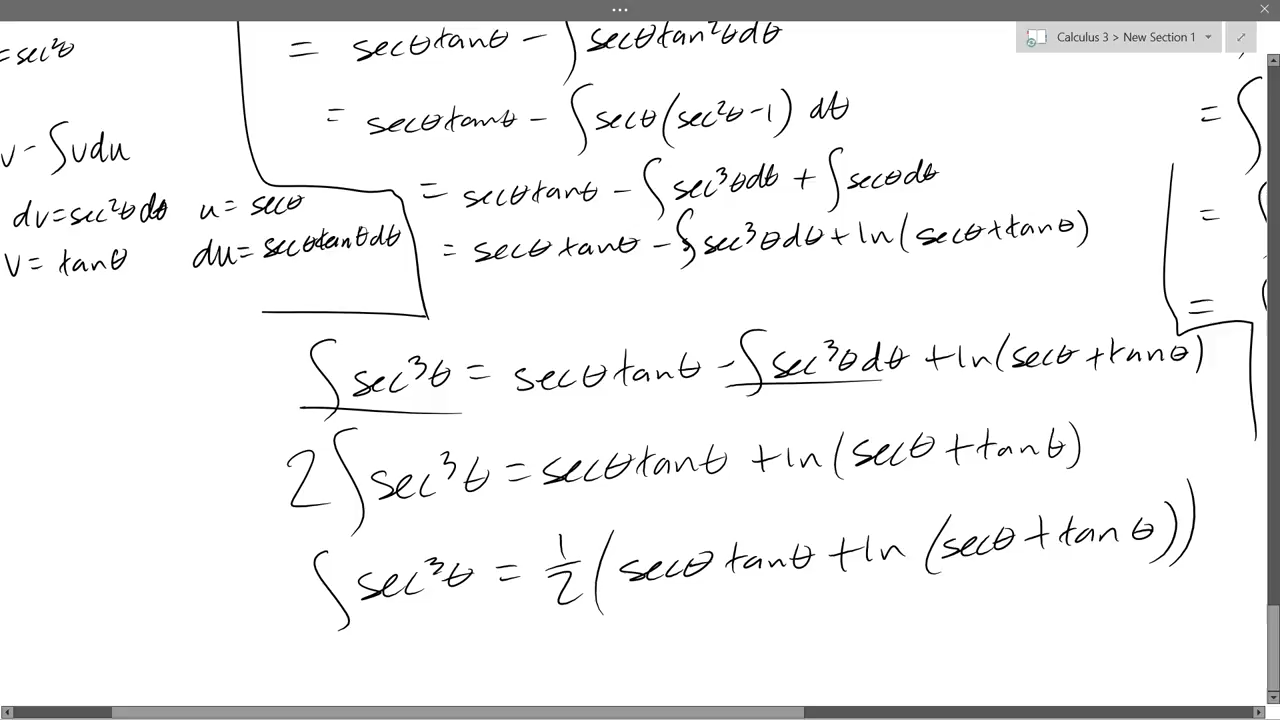 Calculus 3 > New Section 1
=sec²θ
= secθtanθ - ∫secθtan²θdθ
= secθtanθ - ∫secθ(sec²θ-1) dθ
v - ∫vdu
= secθtanθ - ∫sec³θdθ + ∫secθdθ
dv=sec²θdθ u= secθ
v= tanθ du=secθtanθdθ
= secθtanθ - ∫sec³θdθ+ln(secθ+tanθ)
∫sec³θ = secθtanθ - ∫sec³θdθ +ln(secθ+tanθ)
2∫sec³θ = secθtanθ +ln(secθ+tanθ)
∫sec³θ = 1/2(secθtanθ +ln(secθ+tanθ))
= ∫
=
=